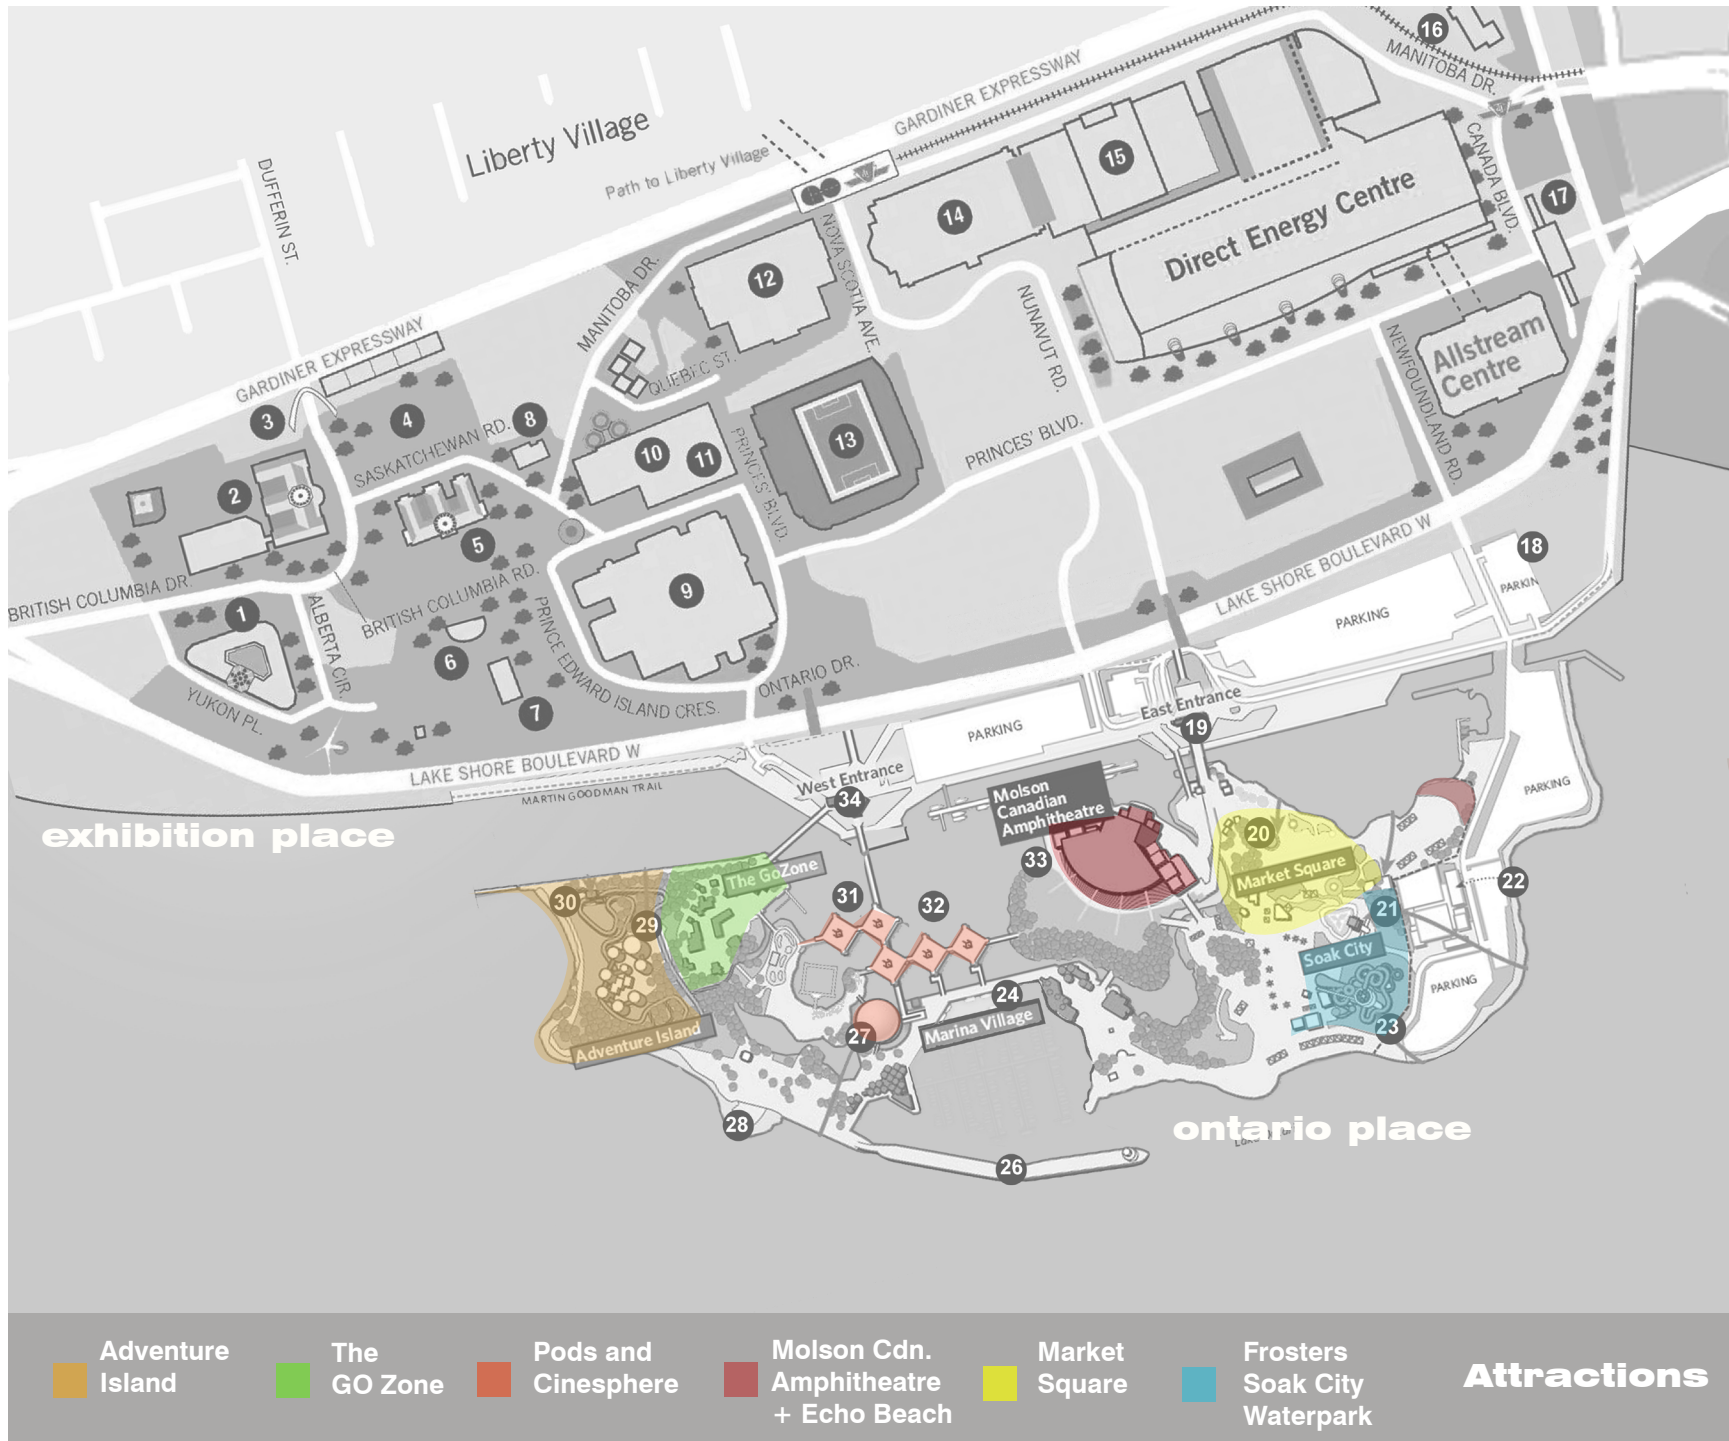 16
MANITOBA DR.
GARDINER EXPRESSWAY
Liberty Village
Path to Liberty Village
DUFFERIN ST.
15
14
17
CANADA BLVD.
Direct Energy Centre
NOVA SCOTIA AVE.
12
MANITOBA DR.
NUNAVUT RD.
Allstream
Centre
NEWFOUNDLAND RD.
GARDINER EXPRESSWAY
QUEBEC ST.
3
4
8
SASKATCHEWAN RD.
10
11
13
PRINCES' BLVD.
PRINCES' BLVD.
2
5
18
LAKE SHORE BOULEVARD W
BRITISH COLUMBIA DR.
BRITISH COLUMBIA RD.
9
PARKIN
PARKING
1
ALBERTA CIR.
6
PRINCE EDWARD ISLAND CRES.
ONTARIO DR.
YUKON PL.
7
East Entrance
19
PARKING
LAKE SHORE BOULEVARD W
MARTIN GOODMAN TRAIL
West Entrance
34
PARKING
exhibition place
Molson
Canadian
Amphitheatre
33
20
Market Square
The GoZone
22
30
29
31
32
21
Soak City
PARKING
24
Marina Village
27
23
Adventure Island
28
ontario place
26
Adventure
Island
The
GO Zone
Pods and
Cinesphere
Molson Cdn.
Amphitheatre
+ Echo Beach
Market
Square
Frosters
Soak City
Waterpark
Attractions